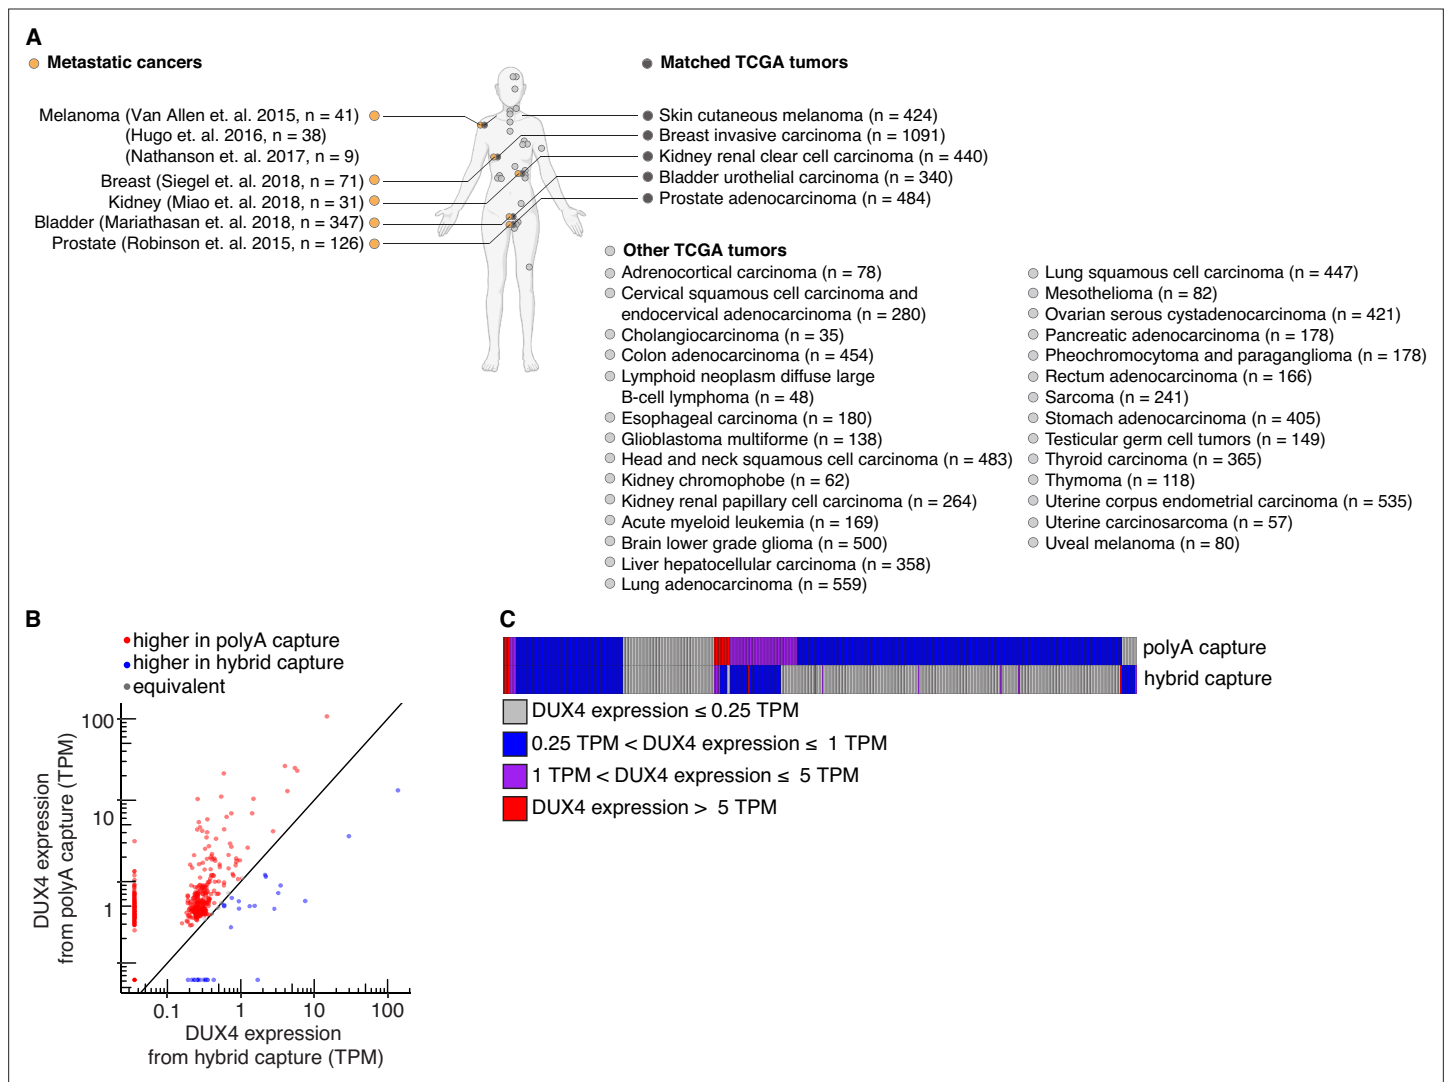 A
Metastatic cancers
Melanoma (Van Allen et. al. 2015, n = 41)
(Hugo et. al. 2016, n = 38)
(Nathanson et. al. 2017, n = 9)
Breast (Siegel et. al. 2018, n = 71)
Kidney (Miao et. al. 2018, n = 31)
Bladder (Mariathasan et. al. 2018, n = 347)
Prostate (Robinson et. al. 2015, n = 126)
Matched TCGA tumors
Skin cutaneous melanoma (n = 424)
Breast invasive carcinoma (n = 1091)
Kidney renal clear cell carcinoma (n = 440)
Bladder urothelial carcinoma (n = 340)
Prostate adenocarcinoma (n = 484)
Other TCGA tumors
Adrenocortical carcinoma (n = 78)
Cervical squamous cell carcinoma and
endocervical adenocarcinoma (n = 280)
Cholangiocarcinoma (n = 35)
Colon adenocarcinoma (n = 454)
Lymphoid neoplasm diffuse large
B-cell lymphoma (n = 48)
Esophageal carcinoma (n = 180)
Glioblastoma multiforme (n = 138)
Head and neck squamous cell carcinoma (n = 483)
Kidney chromophobe (n = 62)
Kidney renal papillary cell carcinoma (n = 264)
Acute myeloid leukemia (n = 169)
Brain lower grade glioma (n = 500)
Liver hepatocellular carcinoma (n = 358)
Lung adenocarcinoma (n = 559)
Lung squamous cell carcinoma (n = 447)
Mesothelioma (n = 82)
Ovarian serous cystadenocarcinoma (n = 421)
Pancreatic adenocarcinoma (n = 178)
Pheochromocytoma and paraganglioma (n = 178)
Rectum adenocarcinoma (n = 166)
Sarcoma (n = 241)
Stomach adenocarcinoma (n = 405)
Testicular germ cell tumors (n = 149)
Thyroid carcinoma (n = 365)
Thymoma (n = 118)
Uterine corpus endometrial carcinoma (n = 535)
Uterine carcinosarcoma (n = 57)
Uveal melanoma (n = 80)
B
higher in polyA capture
higher in hybrid capture
equivalent
DUX4 expression
from polyA capture (TPM)
100
10
1
0.1 1 10 100
DUX4 expression
from hybrid capture (TPM)
C
polyA capture
hybrid capture
DUX4 expression ≤ 0.25 TPM
0.25 TPM < DUX4 expression ≤ 1 TPM
1 TPM < DUX4 expression ≤ 5 TPM
DUX4 expression > 5 TPM